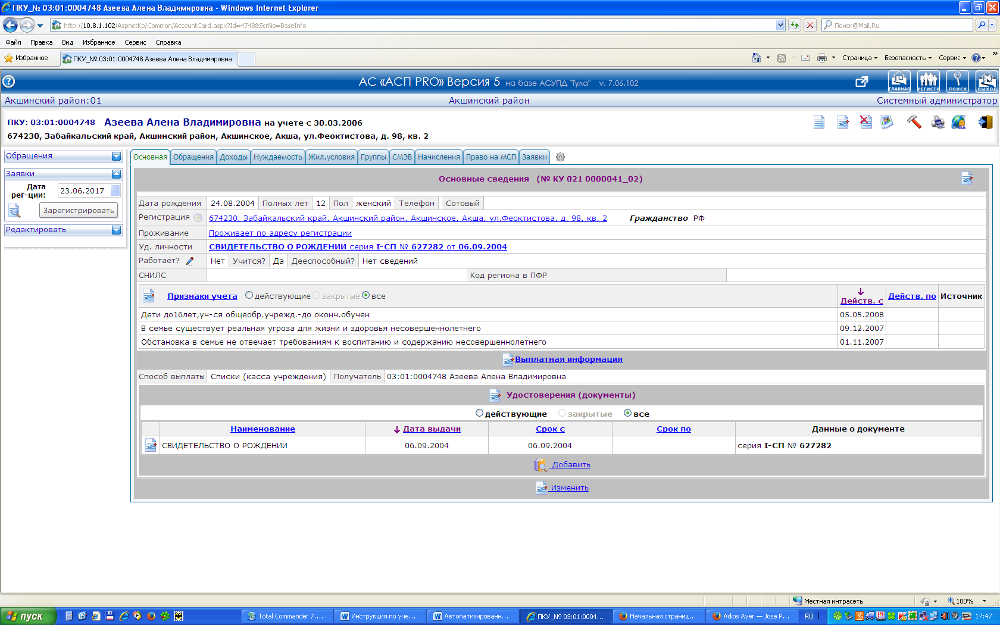 ПКУ_№ 03:01:0004748 Азеева Алена Владимировна - Windows Internet Explorer
http://10.8.1.102/AspnetKp/Common/AccountCard.aspx?Id=4748&ScrNo=BaseInfo
Поиск@Mail.Ru
Файл Правка Вид Избранное Сервис Справка
Избранное ПКУ_№ 03:01:0004748 Азеева Алена Владимировна Страница Безопасность Сервис
АС «АСП PRO» Версия 5 на базе АСУПД "Тула" v. 7.06.102 ГЛАВНАЯ РЕГИСТР ПОИСК ВЫХОД
Акшинский район:01 Акшинский район Системный администратор
ПКУ: 03:01:0004748 Азеева Алена Владимировна на учете с 30.03.2006
674230, Забайкальский край, Акшинский район, Акшинское, Акша, ул.Феоктистова, д. 98, кв. 2
Обращения
Заявки
Дата рег-ции: 23.06.2017 ...
Зарегистрировать
Редактировать
Основная Обращения Доходы Нуждаемость Жил.условия Группы СМЭВ Начисления Право на МСП Заявки
Основные сведения (№ КУ 021 0000041_02)
Дата рождения 24.08.2004 Полных лет 12 Пол женский Телефон Сотовый
Регистрация 674230, Забайкальский край, Акшинский район, Акшинское, Акша, ул.Феоктистова, д. 98, кв. 2 Гражданство РФ
Проживание Проживает по адресу регистрации
Уд. личности СВИДЕТЕЛЬСТВО О РОЖДЕНИИ серия I-СП № 627282 от 06.09.2004
Работает? Нет Учится? Да Дееспособный? Нет сведений
СНИЛС Код региона в ПФР
Признаки учета действующие закрытые все Действ. с Действ. по Источник
Дети до16лет,уч-ся общеобр.учрежд.-до оконч.обучен 05.05.2008
В семье существует реальная угроза для жизни и здоровья несовершеннолетнего 09.12.2007
Обстановка в семье не отвечает требованиям к воспитанию и содержанию несовершеннолетнего 01.11.2007
Выплатная информация
Способ выплаты Списки (касса учреждения) Получатель 03:01:0004748 Азеева Алена Владимировна
Удостоверения (документы)
действующие закрытые все
Наименование Дата выдачи Срок с Срок по Данные о документе
СВИДЕТЕЛЬСТВО О РОЖДЕНИИ 06.09.2004 06.09.2004 серия I-СП № 627282
Добавить
Изменить
Местная интрасеть 100%
пуск Total Commander 7.... Инструкция по уче... Автоматизированн... ПКУ_№ 03:01:0004... Начальная страниц... Adios Ayer — Jose P... RU 17:47